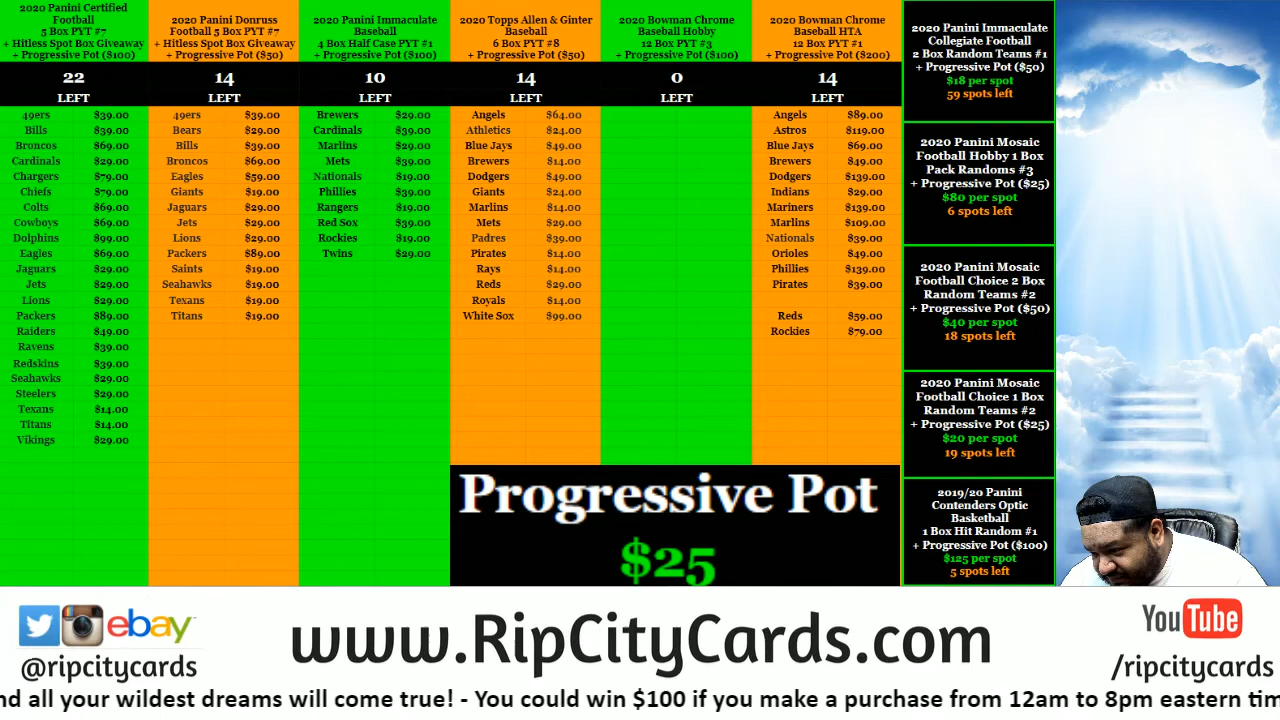 2020 Panini Certified
Football
5 Box PYT #7
+ Hitless Spot Box Giveaway
+ Progressive Pot ($100)
22
LEFT
49ers $39.00
Bills $39.00
Broncos $69.00
Cardinals $29.00
Chargers $79.00
Chiefs $79.00
Colts $69.00
Cowboys $69.00
Dolphins $99.00
Eagles $69.00
Jaguars $29.00
Jets $29.00
Lions $29.00
Packers $89.00
Raiders $49.00
Ravens $39.00
Redskins $39.00
Seahawks $29.00
Steelers $29.00
Texans $14.00
Titans $14.00
Vikings $29.00
2020 Panini Donruss
Football 5 Box PYT #7
+ Hitless Spot Box Giveaway
+ Progressive Pot ($50)
14
LEFT
49ers $39.00
Bears $29.00
Bills $39.00
Broncos $69.00
Eagles $59.00
Giants $19.00
Jaguars $29.00
Jets $29.00
Lions $29.00
Packers $89.00
Saints $19.00
Seahawks $19.00
Texans $19.00
Titans $19.00
2020 Panini Immaculate
Baseball
4 Box Half Case PYT #1
+ Progressive Pot ($100)
10
LEFT
Brewers $29.00
Cardinals $39.00
Marlins $29.00
Mets $39.00
Nationals $19.00
Phillies $39.00
Rangers $19.00
Red Sox $39.00
Rockies $19.00
Twins $29.00
2020 Topps Allen & Ginter
Baseball
6 Box PYT #8
+ Progressive Pot ($50)
14
LEFT
Angels $64.00
Athletics $24.00
Blue Jays $49.00
Brewers $14.00
Dodgers $49.00
Giants $24.00
Marlins $14.00
Mets $29.00
Padres $39.00
Pirates $14.00
Rays $14.00
Reds $29.00
Royals $14.00
White Sox $99.00
2020 Bowman Chrome
Baseball Hobby
12 Box PYT #3
+ Progressive Pot ($100)
0
LEFT
2020 Bowman Chrome
Baseball HTA
12 Box PYT #1
+ Progressive Pot ($200)
14
LEFT
Angels $89.00
Astros $119.00
Blue Jays $69.00
Brewers $49.00
Dodgers $139.00
Indians $29.00
Mariners $139.00
Marlins $109.00
Nationals $39.00
Orioles $49.00
Phillies $139.00
Pirates $39.00
Reds $59.00
Rockies $79.00
Progressive Pot
$25
2020 Panini Immaculate
Collegiate Football
2 Box Random Teams #1
+ Progressive Pot ($50)
$18 per spot
59 spots left
2020 Panini Mosaic
Football Hobby 1 Box
Pack Randoms #3
+ Progressive Pot ($25)
$80 per spot
6 spots left
2020 Panini Mosaic
Football Choice 2 Box
Random Teams #2
+ Progressive Pot ($50)
$40 per spot
18 spots left
2020 Panini Mosaic
Football Choice 1 Box
Random Teams #2
+ Progressive Pot ($25)
$20 per spot
19 spots left
2019/20 Panini
Contenders Optic
Basketball
1 Box Hit Random #1
+ Progressive Pot ($100)
$125 per spot
5 spots left
ebay
@ripcitycards
www.RipCityCards.com
YouTube
/ripcitycards
nd all your wildest dreams will come true! - You could win $100 if you make a purchase from 12am to 8pm eastern tim